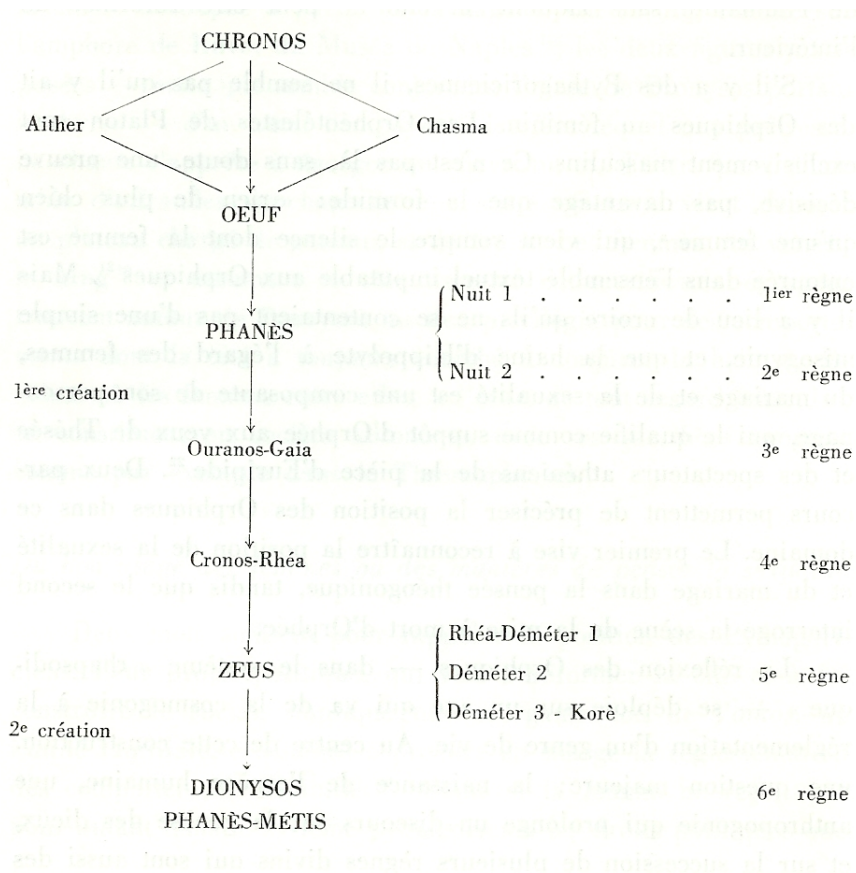 CHRONOS
Aither Chasma
OEUF
Nuit 1 . . . . . . 1ier règne
PHANÈS
Nuit 2 . . . . . . 2e règne
1ère création
Ouranos-Gaia 3e règne
Cronos-Rhéa 4e règne
Rhéa-Déméter 1
ZEUS Déméter 2 5e règne
Déméter 3 - Korè
2e création
DIONYSOS 6e règne
PHANÈS-MÉTIS